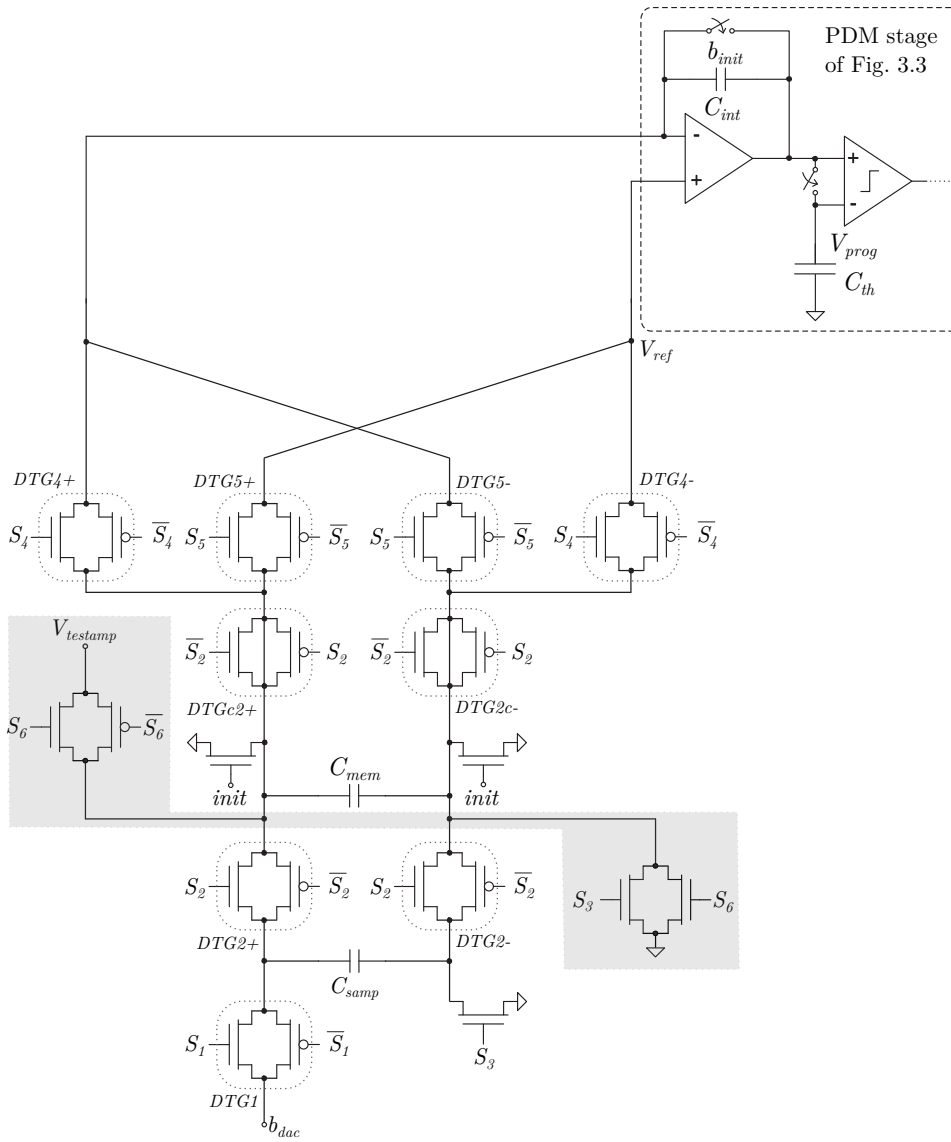 PDM stage
of Fig. 3.3
b_init
C_int
-
+
+
-
V_prog
C_th
V_ref
DTG4+
DTG5+
DTG5-
DTG4-
S_4
S̅_4
S_5
S̅_5
S_5
S̅_5
S_4
S̅_4
V_testamp
S̅_2
S_2
S̅_2
S_2
S_6
S̅_6
DTGc2+
DTG2c-
init
C_mem
init
S_2
S̅_2
S_2
S̅_2
S_3
S_6
DTG2+
DTG2-
C_samp
S_1
S̅_1
S_3
DTG1
b_dac